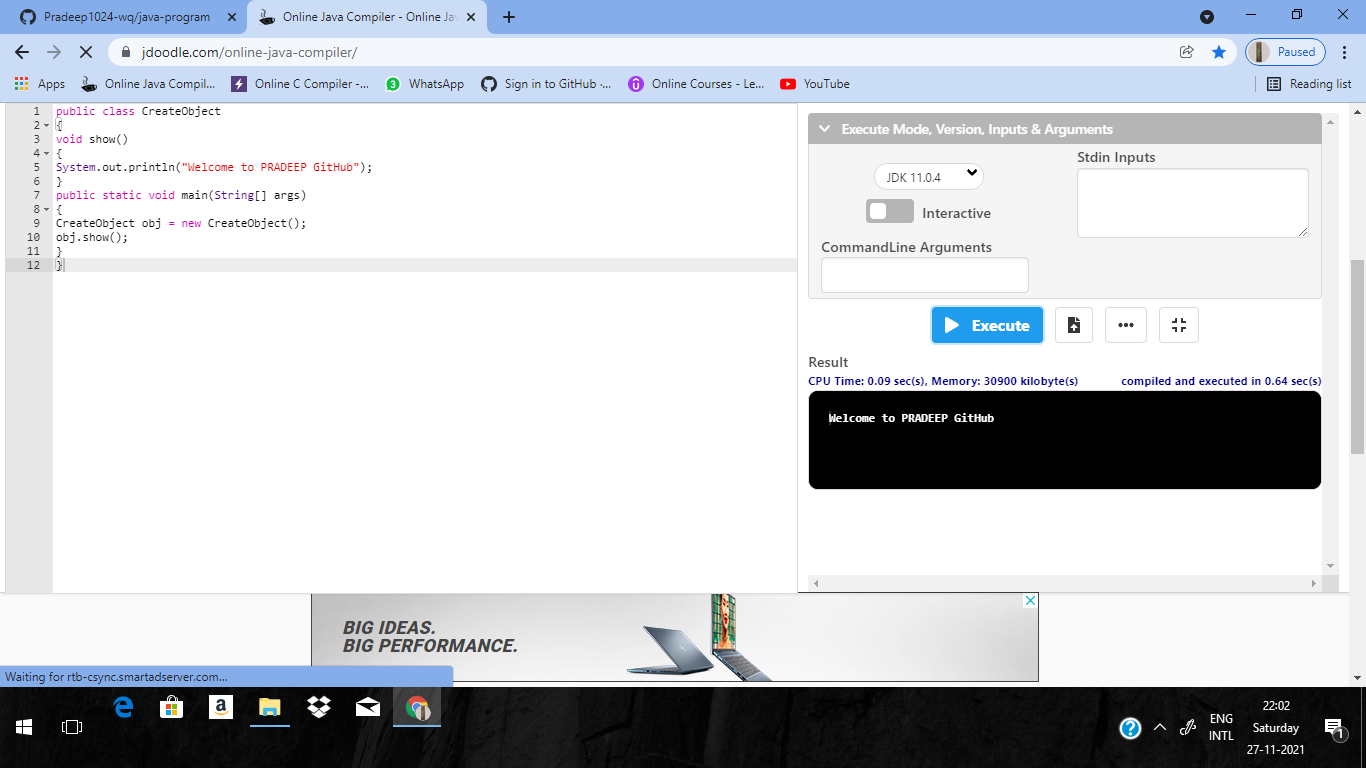 Pradeep1024-wq/java-program
Online Java Compiler - Online Ja
jdoodle.com/online-java-compiler/
Paused
Apps
Online Java Compil...
Online C Compiler -...
3
WhatsApp
Sign in to GitHub ·...
Online Courses - Le...
YouTube
Reading list
1 public class CreateObject
2 {
3 void show()
4 {
5 System.out.println("Welcome to PRADEEP GitHub");
6 }
7 public static void main(String[] args)
8 {
9 CreateObject obj = new CreateObject();
10 obj.show();
11 }
12 }
Execute Mode, Version, Inputs & Arguments
JDK 11.0.4
Stdin Inputs
Interactive
CommandLine Arguments
Execute
Result
CPU Time: 0.09 sec(s), Memory: 30900 kilobyte(s)
compiled and executed in 0.64 sec(s)
Welcome to PRADEEP GitHub
BIG IDEAS.
BIG PERFORMANCE.
Waiting for rtb-csync.smartadserver.com...
ENG
INTL
22:02
Saturday
27-11-2021
1